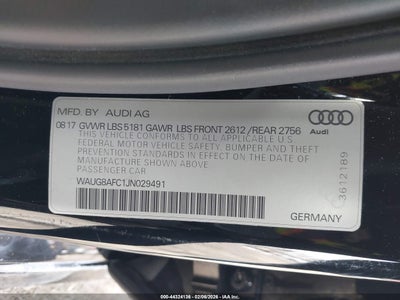 MFD. BY AUDI AG
08 17 GVWR LBS 5181 GAWR LBS FRONT 2612 /REAR 2756
THIS VEHICLE CONFORMS TO ALL APPLICABLE U.S.
FEDERAL MOTOR VEHICLE SAFETY, BUMPER AND THEFT
PREVENTION STANDARDS IN EFFECT ON THE DATE OF
MANUFACTURE SHOWN ABOVE.
PASSENGER CAR
WAUG8AFC1JN029491
Audi
3612189
GERMANY
000-44324138 - 02/06/2026 - IAA, Inc.